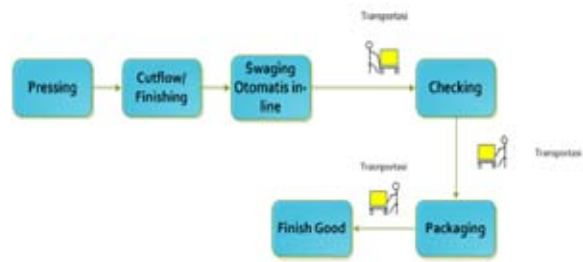 Transportasi
Pressing
Cutflow/
Finishing
Swaging
Otomatis in-
line
Checking
Transportasi
Transportasi
Finish Good
Packaging